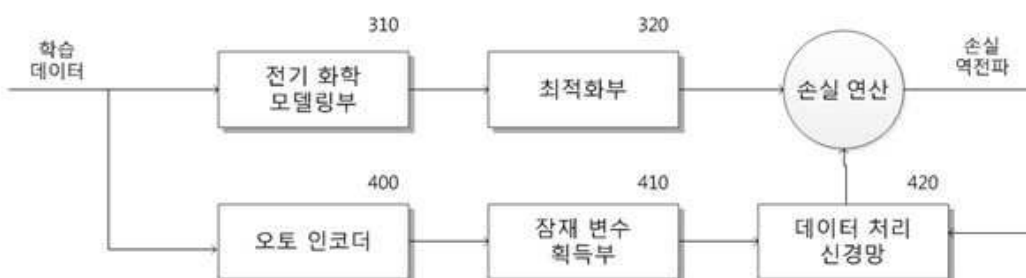 310
320
학습
데이터
전기 화학
모델링부
최적화부
손실 연산
손실
역전파
400
410
420
오토 인코더
잠재 변수
획득부
데이터 처리
신경망